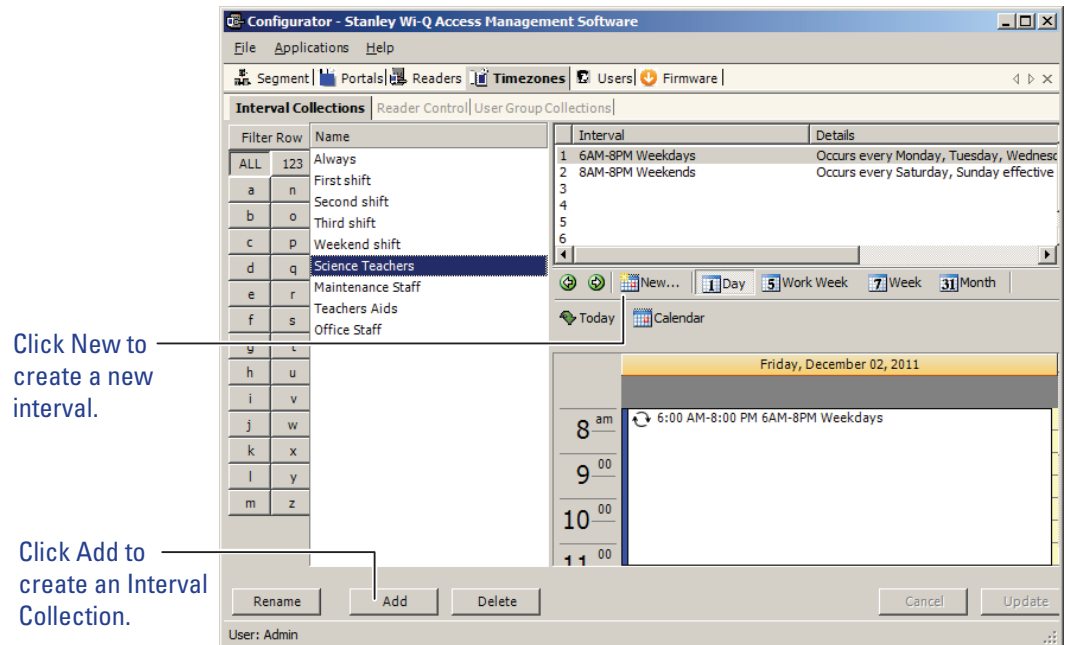 Configurator - Stanley Wi-Q Access Management Software
File Applications Help
Segment Portals Readers Timezones Users Firmware
Interval Collections Reader Control User Group Collections
Filter Row Name
ALL 123
a n
b o
c p
d q
e r
f s
g t
h u
i v
j w
k x
l y
m z
Always
First shift
Second shift
Third shift
Weekend shift
Science Teachers
Maintenance Staff
Teachers Aids
Office Staff
Interval Details
1 6AM-8PM Weekdays Occurs every Monday, Tuesday, Wednesd
2 8AM-8PM Weekends Occurs every Saturday, Sunday effective
3
4
5
6
New... 1 Day 5 Work Week 7 Week 31 Month
Today Calendar
Friday, December 02, 2011
8 am
6:00 AM-8:00 PM 6AM-8PM Weekdays
9 00
10 00
11 00
Click New to
create a new
interval.
Click Add to
create an Interval
Collection.
Rename Add Delete Cancel Update
User: Admin